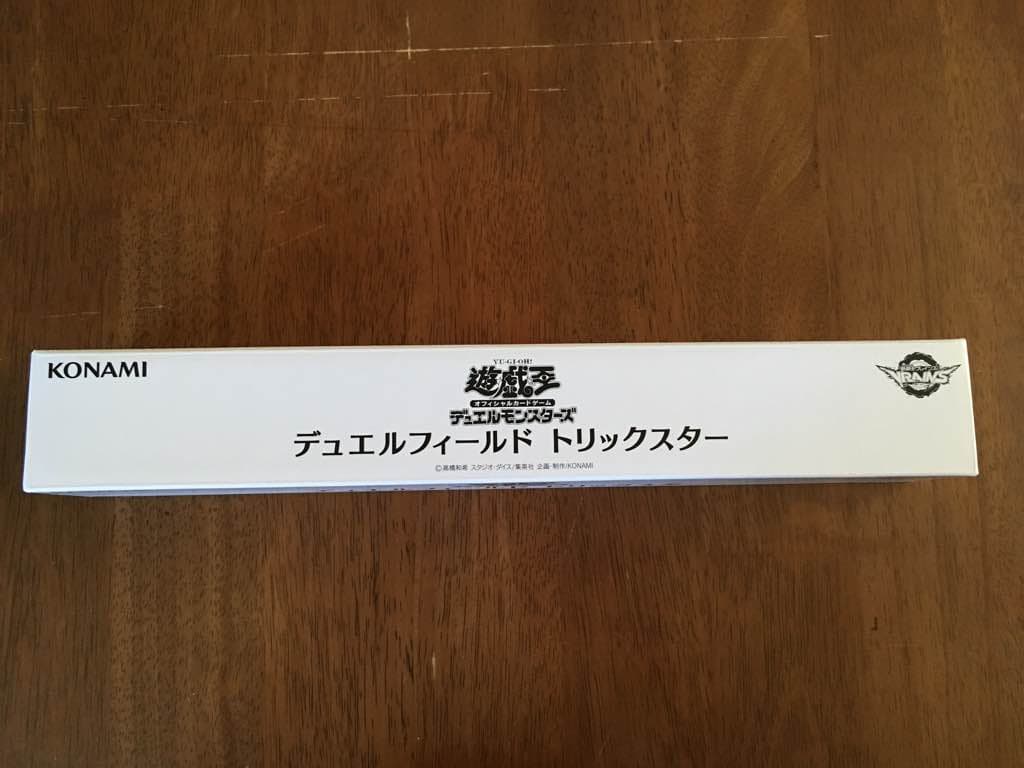 KONAMI
YU-GI-OH!
遊戯王
オフィシャルカードゲーム
デュエルモンスターズ
VRAINS
デュエルフィールド トリックスター
©高橋和希 スタジオ・ダイス/集英社 企画・制作/KONAMI